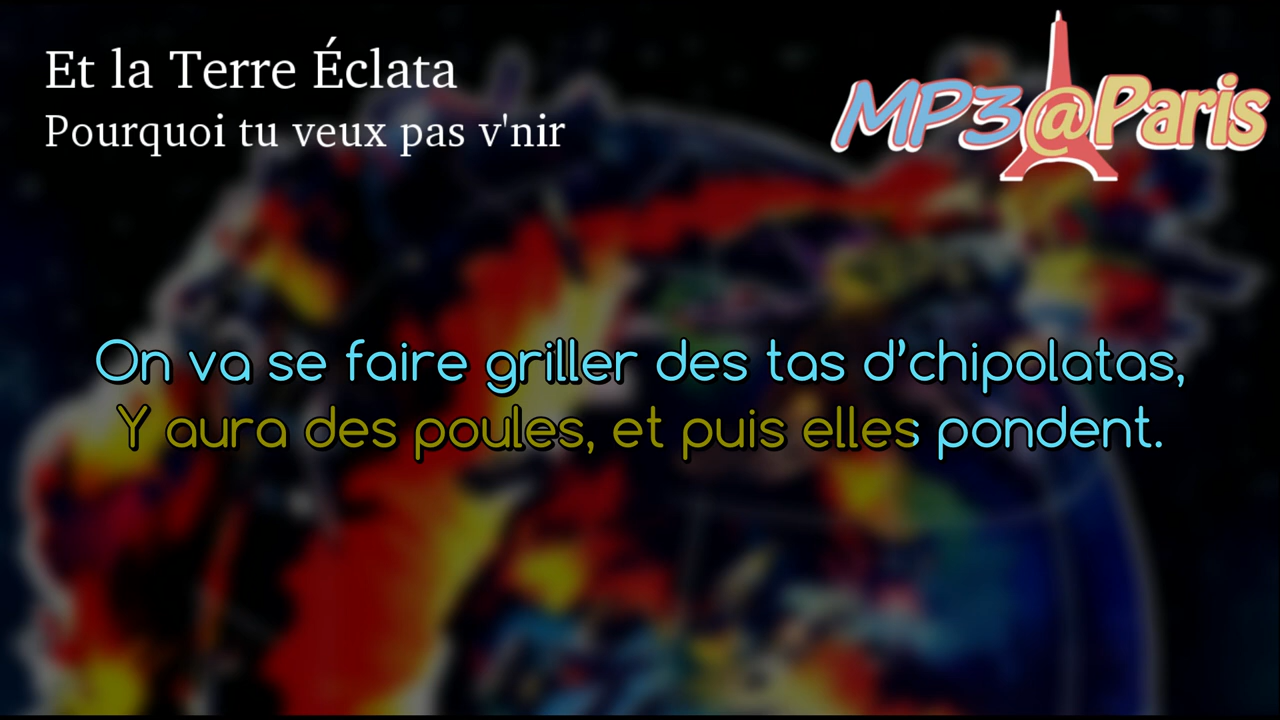 Et la Terre Éclata
Pourquoi tu veux pas v'nir
MP3@Paris
On va se faire griller des tas d’chipolatas,
Y aura des poules, et puis elles pondent.